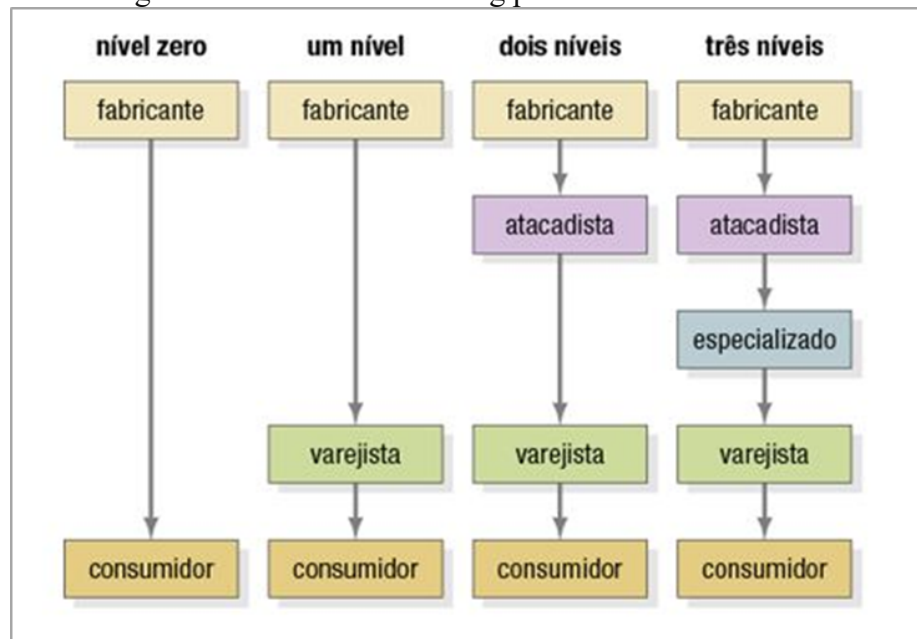 nível zero um nível dois níveis três níveis
fabricante fabricante fabricante fabricante
atacadista atacadista
especializado
varejista varejista varejista
consumidor consumidor consumidor consumidor